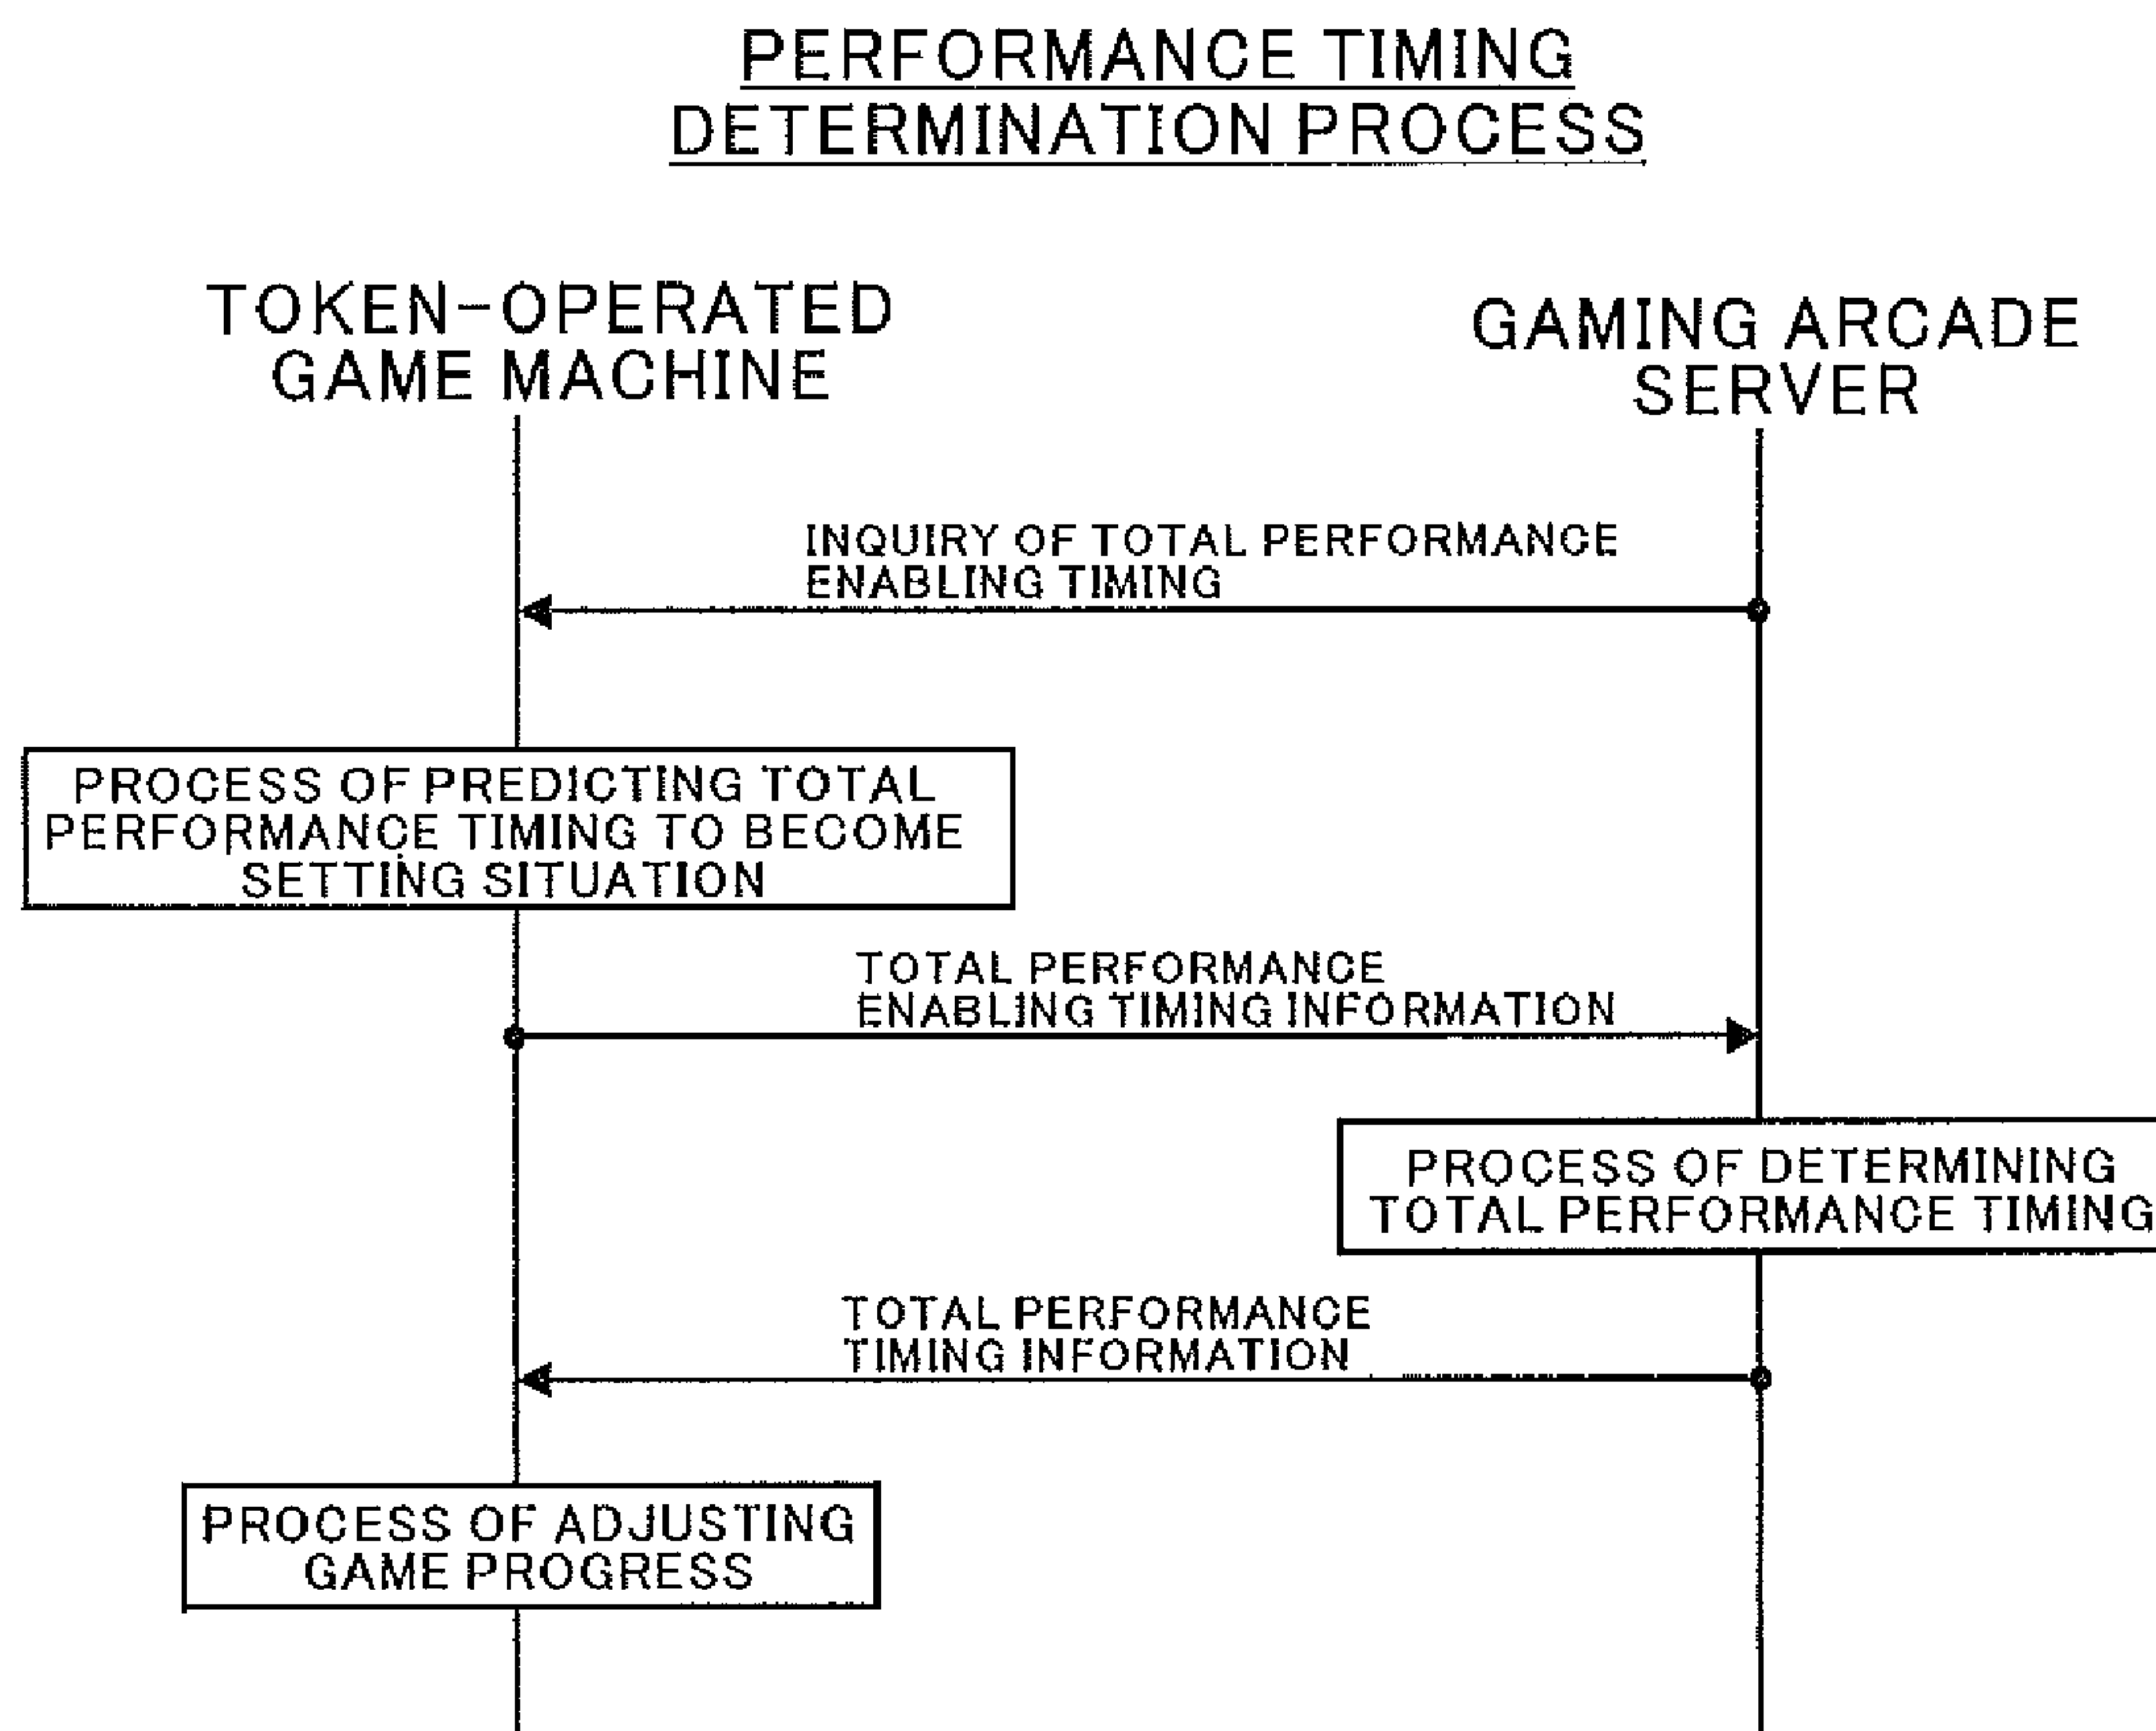 PERFORMANCE TIMING
DETERMINATION PROCESS
TOKEN-OPERATED
GAME MACHINE
GAMING ARCADE
SERVER
INQUIRY OF TOTAL PERFORMANCE
ENABLING TIMING
PROCESS OF PREDICTING TOTAL
PERFORMANCE TIMING TO BECOME
SETTING SITUATION
TOTAL PERFORMANCE
ENABLING TIMING INFORMATION
PROCESS OF DETERMINING
TOTAL PERFORMANCE TIMING
TOTAL PERFORMANCE
TIMING INFORMATION
PROCESS OF ADJUSTING
GAME PROGRESS